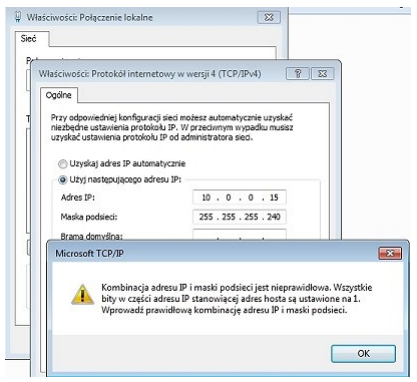 Właściwości: Połączenie lokalne
Sieć
Właściwości: Protokół internetowy w wersji 4 (TCP/IPv4)
Ogólne
Przy odpowiedniej konfiguracji sieci możesz automatycznie uzyskać
niezbędne ustawienia protokołu IP. W przeciwnym wypadku musisz
uzyskać ustawienia protokołu IP od administratora sieci.
Uzyskaj adres IP automatycznie
Użyj następującego adresu IP:
Adres IP: 10 . 0 . 0 . 15
Maska podsieci: 255 . 255 . 255 . 240
Brama domyślna:
Microsoft TCP/IP
Kombinacja adresu IP i maski podsieci jest nieprawidłowa. Wszystkie
bity w części adresu IP stanowiącej adres hosta są ustawione na 1.
Wprowadź prawidłową kombinację adresu IP i maski podsieci.
OK